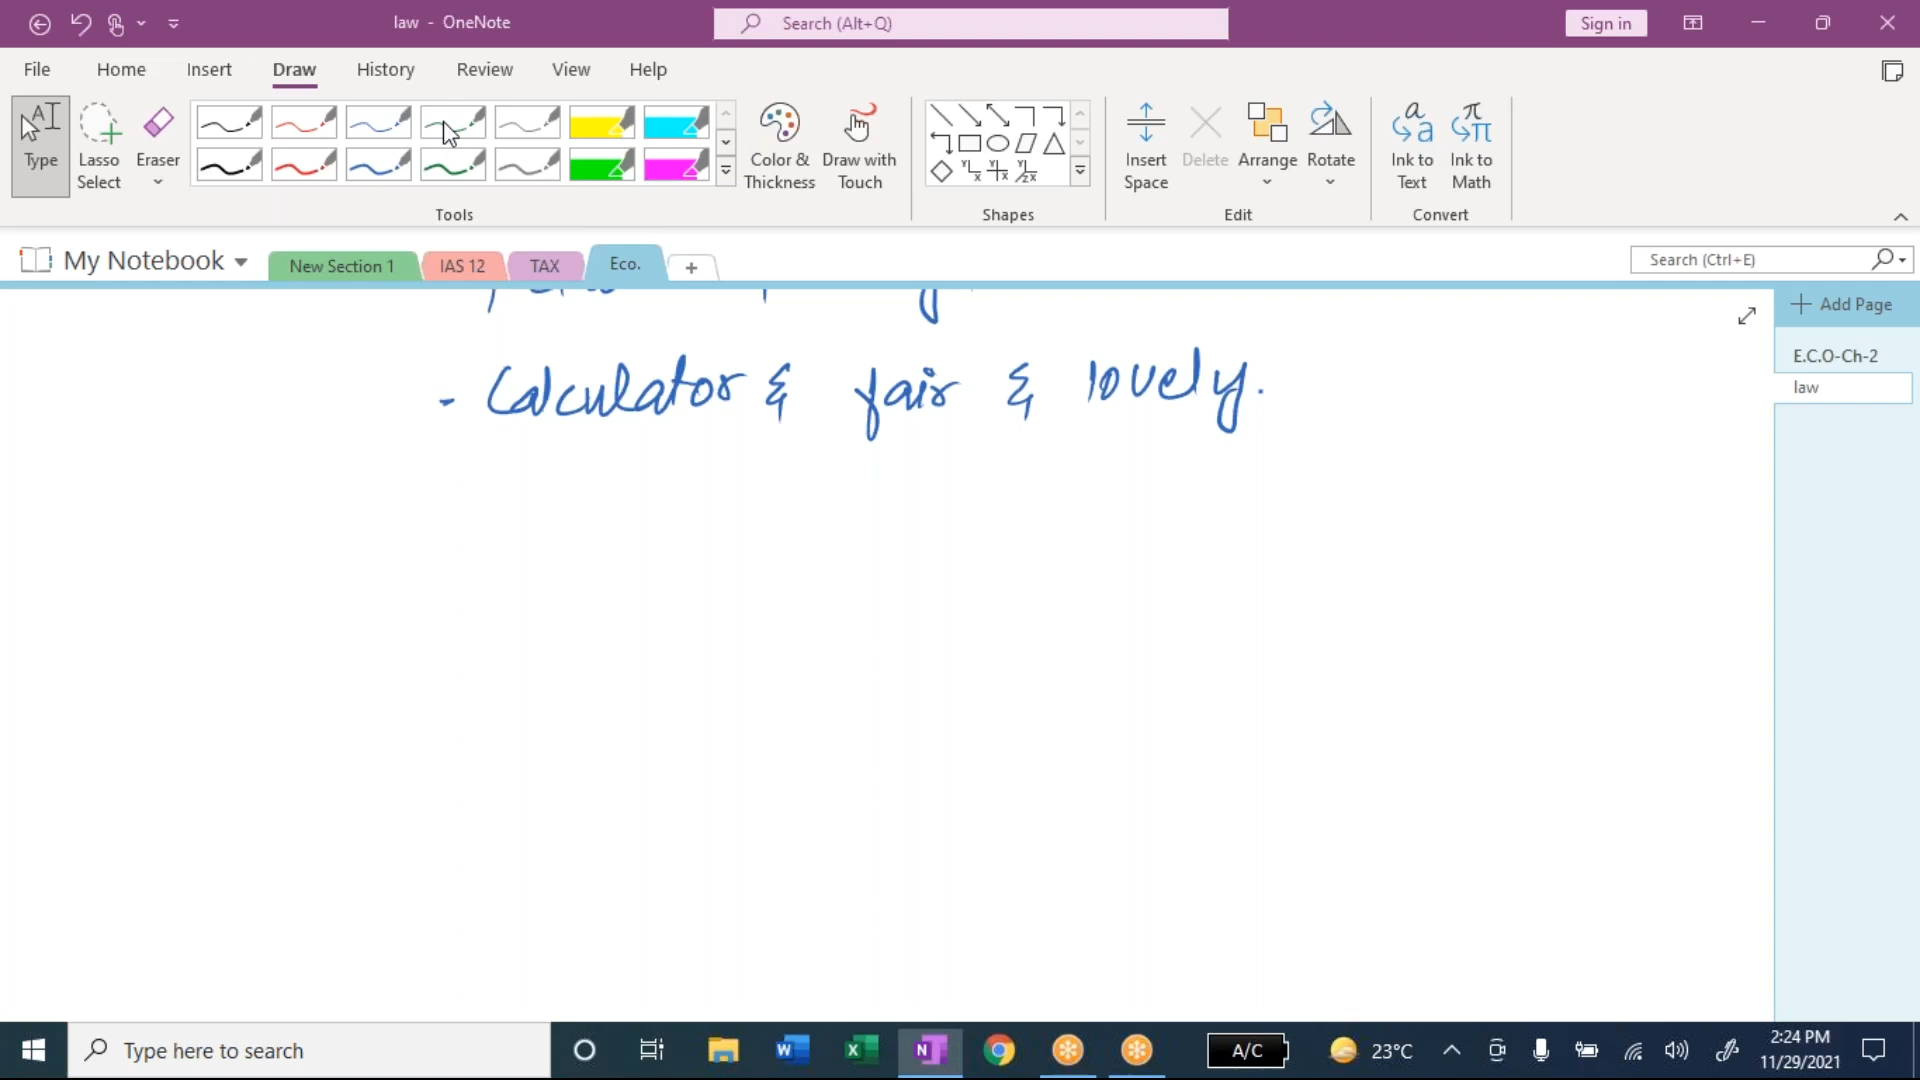 law - OneNote
Search (Alt+Q)
Sign in
File Home Insert Draw History Review View Help
Type
Lasso Select
Eraser
Color & Thickness
Draw with Touch
Insert Space
Delete
Arrange
Rotate
Ink to Text
Ink to Math
Tools
Shapes
Edit
Convert
My Notebook
New Section 1
IAS 12
TAX
Eco.
Search (Ctrl+E)
Add Page
E.C.O-Ch-2
law
- Calculator & fair & lovely.
Type here to search
A/C
23°C
2:24 PM
11/29/2021